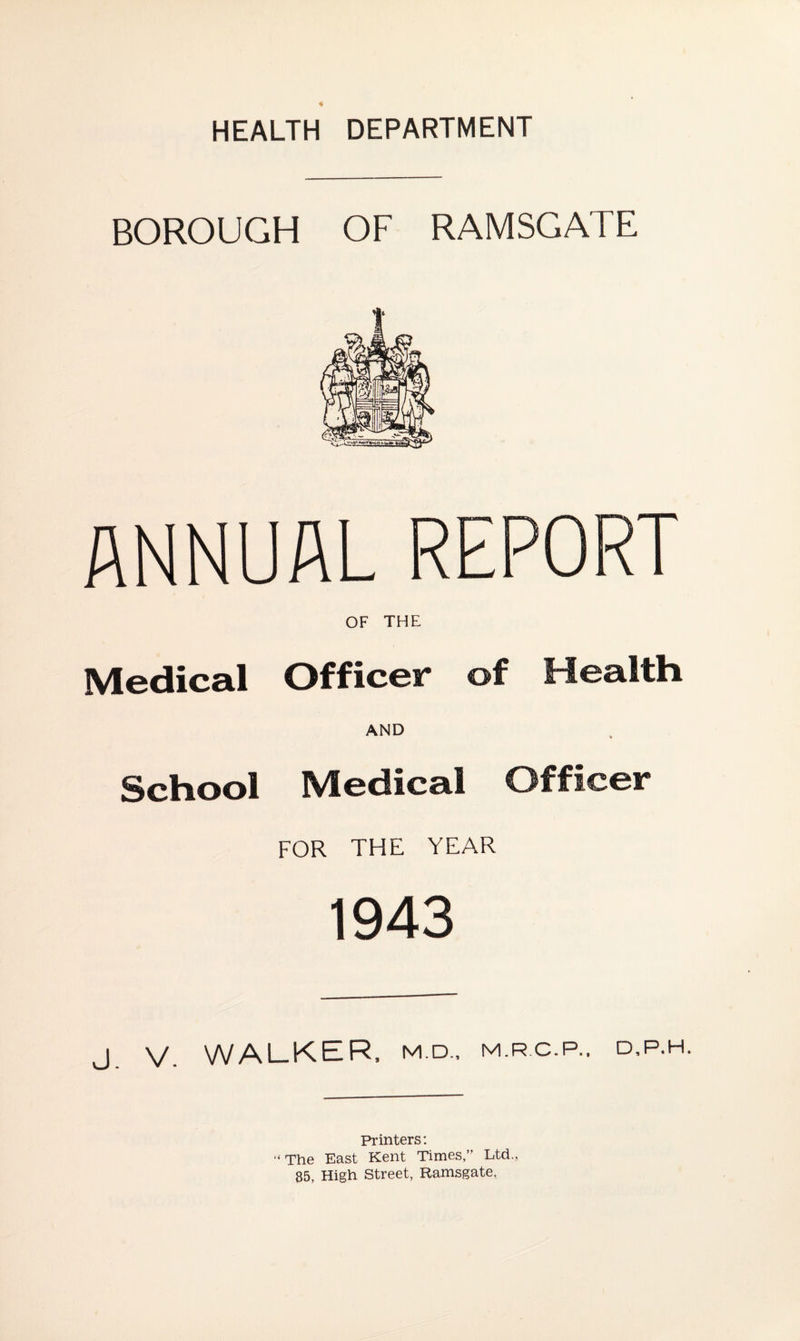 HEALTH DEPARTMENT
BOROUGH OF RAMSGATE
ANNUAL REPORT
OF THE
Medical Officer of Health
AND
School Medical Officer
FOR THE YEAR
1943
J. V. WALKER, M.D., M.R.C.P., D.P.H.
Printers:
"The East Kent Times," Ltd.,
85, High Street, Ramsgate.